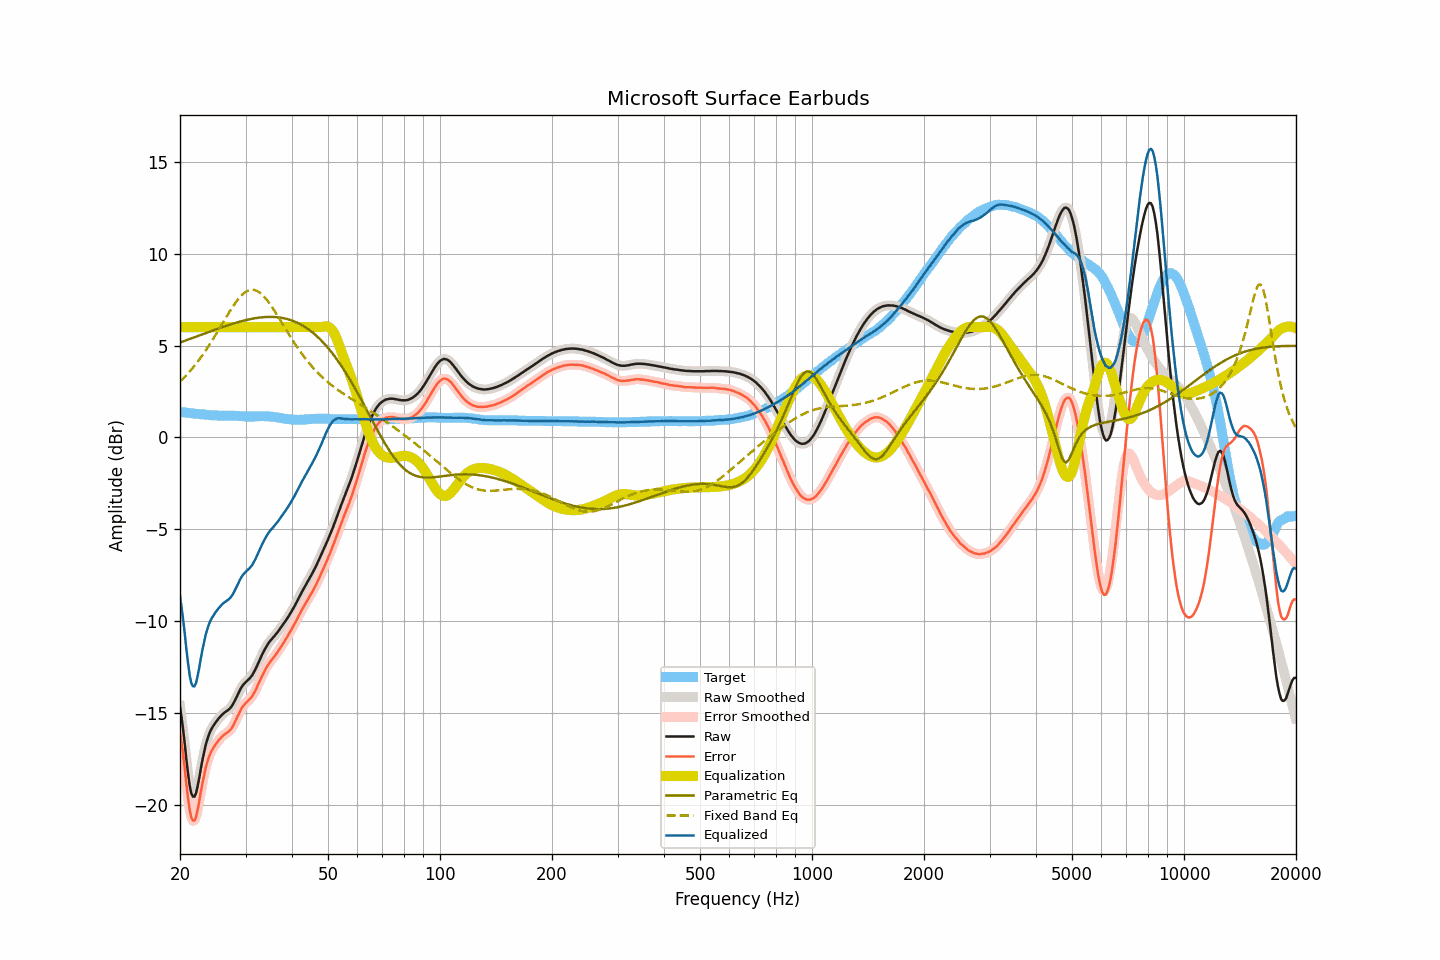 Microsoft Surface Earbuds
Amplitude (dBr)
15
10
5
0
−5
−10
−15
−20
Target
Raw Smoothed
Error Smoothed
Raw
Error
Equalization
Parametric Eq
Fixed Band Eq
Equalized
20 50 100 200 500 1000 2000 5000 10000 20000
Frequency (Hz)